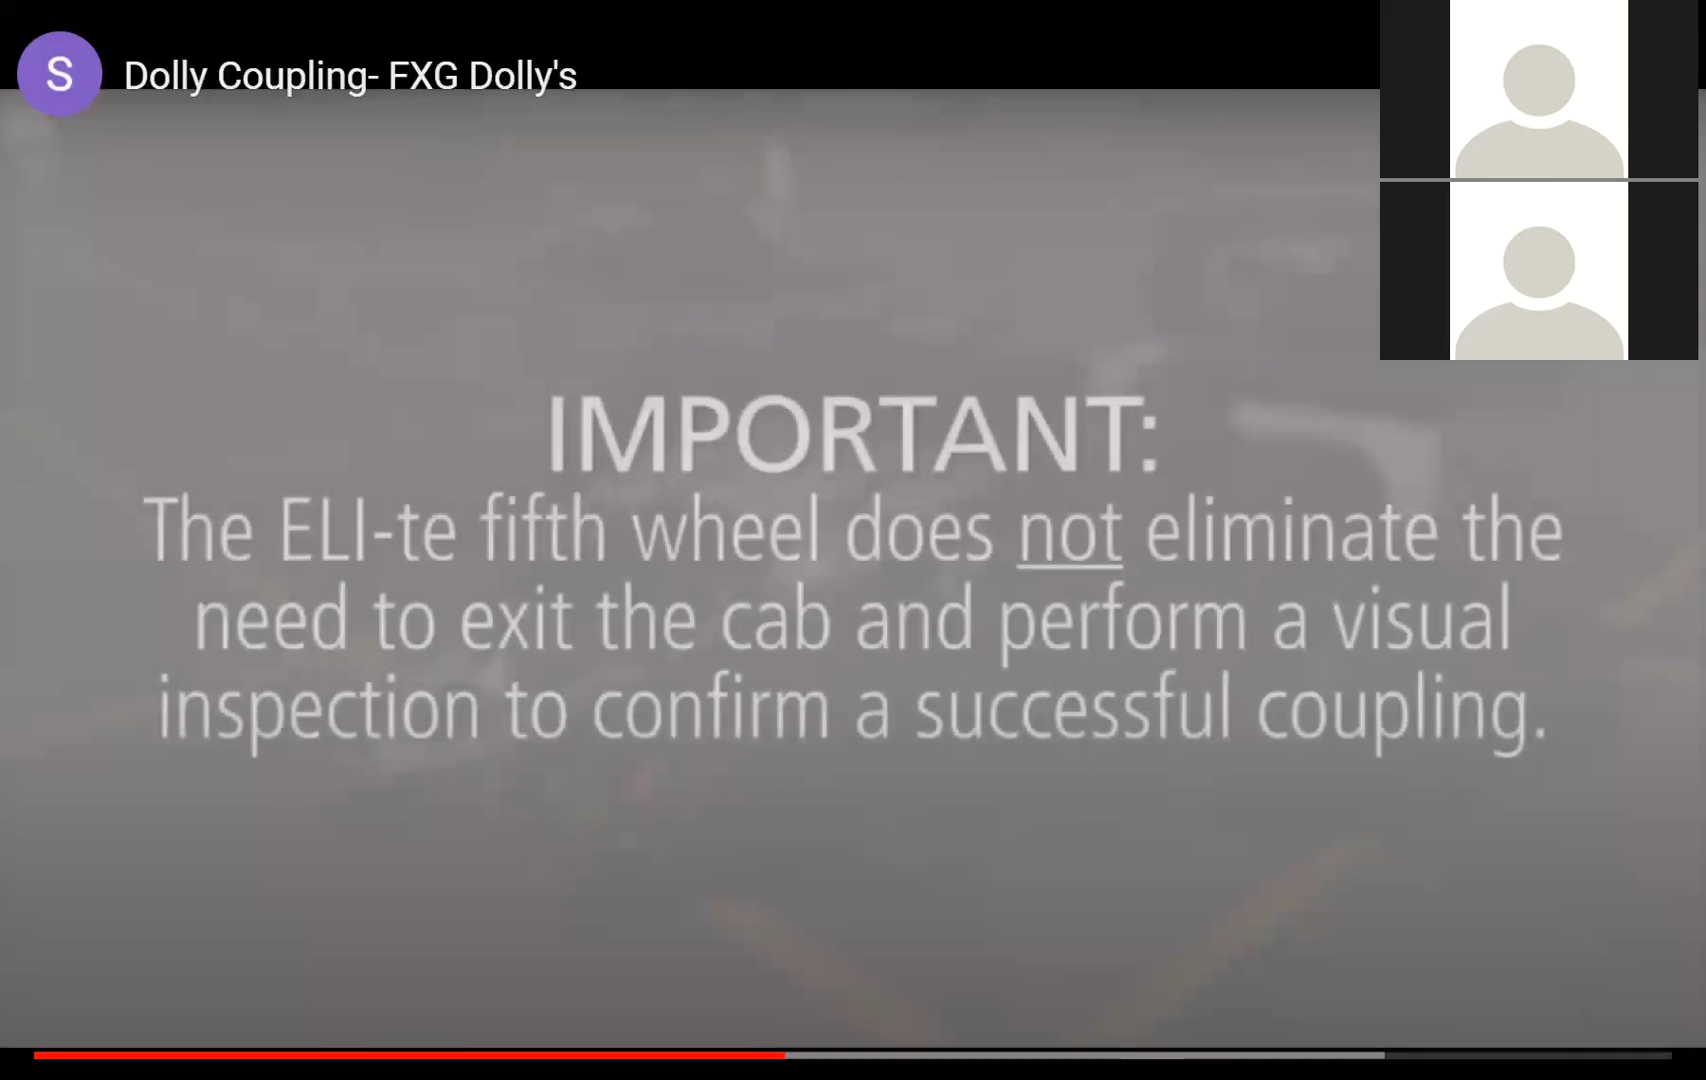 S
Dolly Coupling- FXG Dolly's
IMPORTANT:
The ELI-te fifth wheel does not eliminate the
need to exit the cab and perform a visual
inspection to confirm a successful coupling.